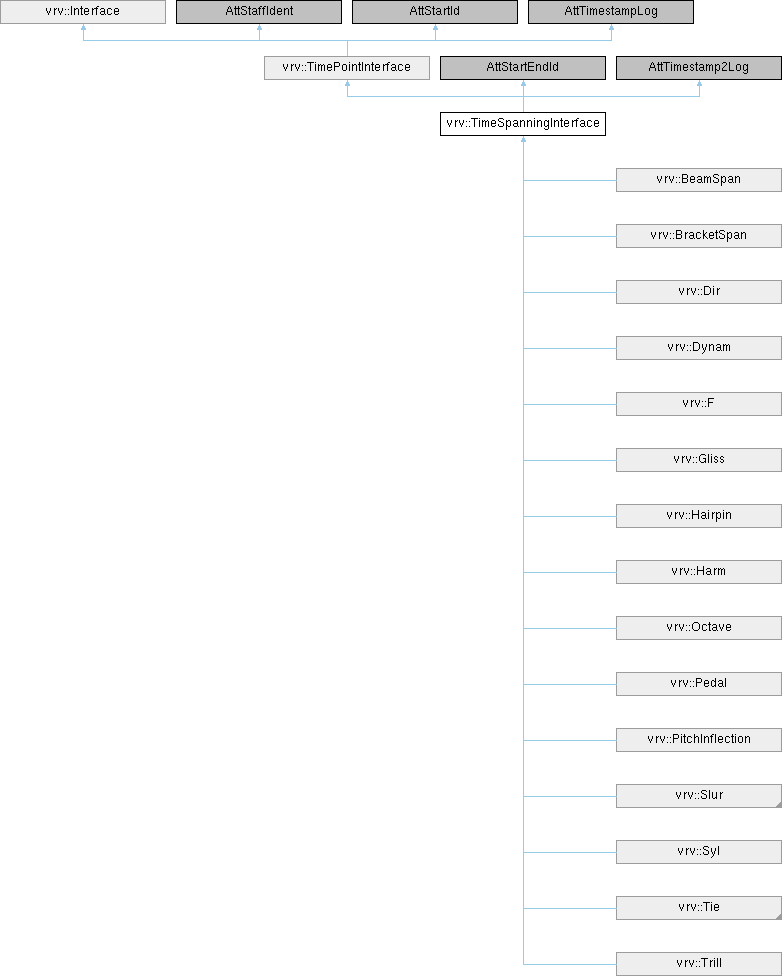 vrv::Interface
AttStaffIdent
AttStartId
AttTimestampLog
vrv::TimePointInterface
AttStartEndId
AttTimestamp2Log
vrv::TimeSpanningInterface
vrv::BeamSpan
vrv::BracketSpan
vrv::Dir
vrv::Dynam
vrv::F
vrv::Gliss
vrv::Hairpin
vrv::Harm
vrv::Octave
vrv::Pedal
vrv::PitchInflection
vrv::Slur
vrv::Syl
vrv::Tie
vrv::Trill